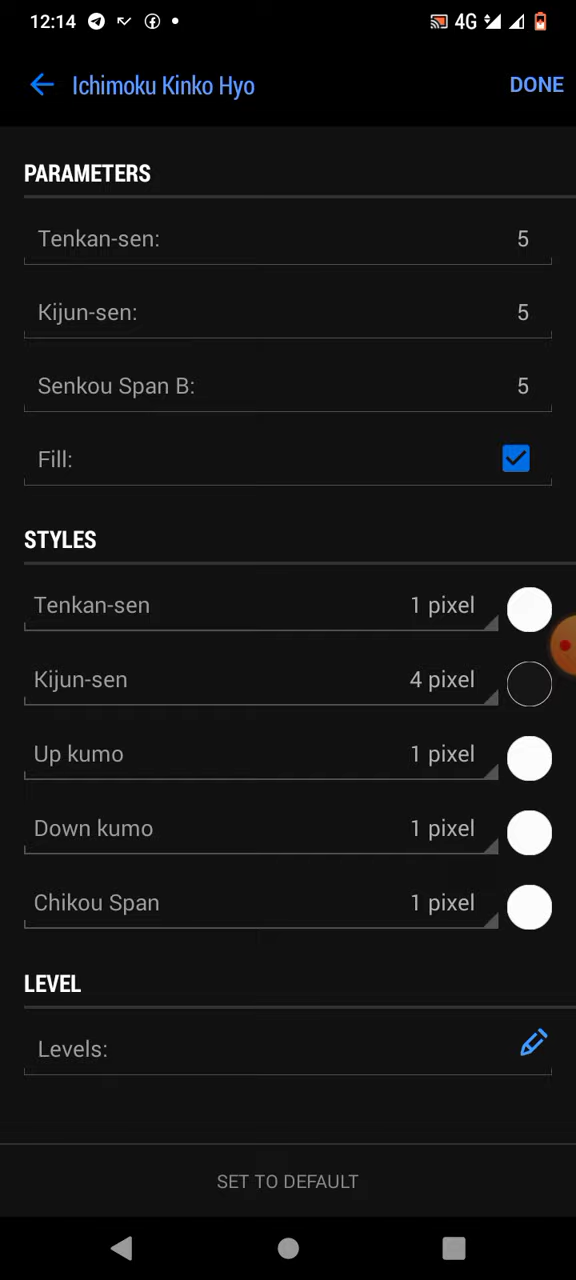 12:14
4G
Ichimoku Kinko Hyo
DONE
PARAMETERS
Tenkan-sen: 5
Kijun-sen: 5
Senkou Span B: 5
Fill:
STYLES
Tenkan-sen 1 pixel
Kijun-sen 4 pixel
Up kumo 1 pixel
Down kumo 1 pixel
Chikou Span 1 pixel
LEVEL
Levels:
SET TO DEFAULT